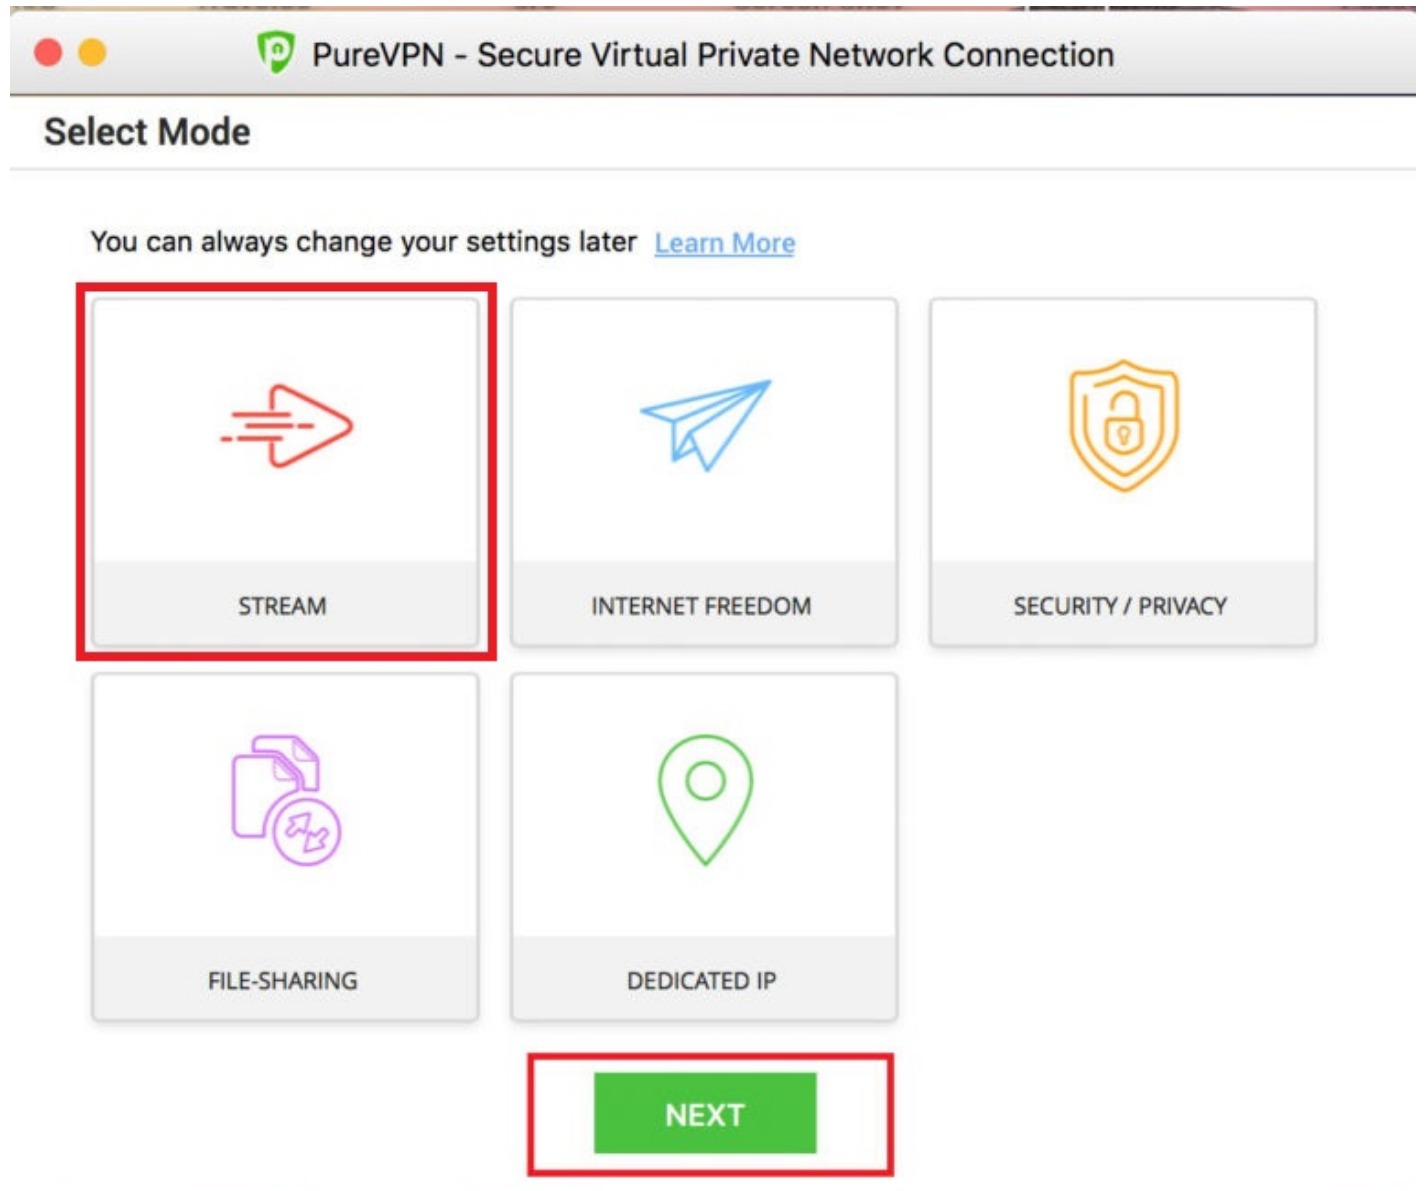 PureVPN - Secure Virtual Private Network Connection
Select Mode
You can always change your settings later Learn More
STREAM
INTERNET FREEDOM
SECURITY / PRIVACY
FILE-SHARING
DEDICATED IP
NEXT